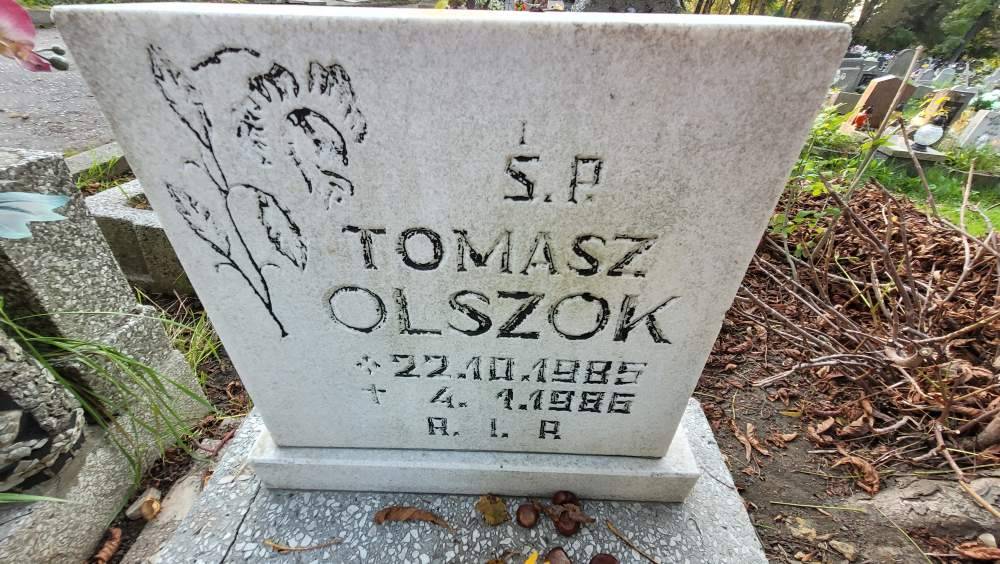 Ś.P.
TOMASZ
OLSZOK
* 22.10.1985
+ 4. 1.1986
R. I. P.